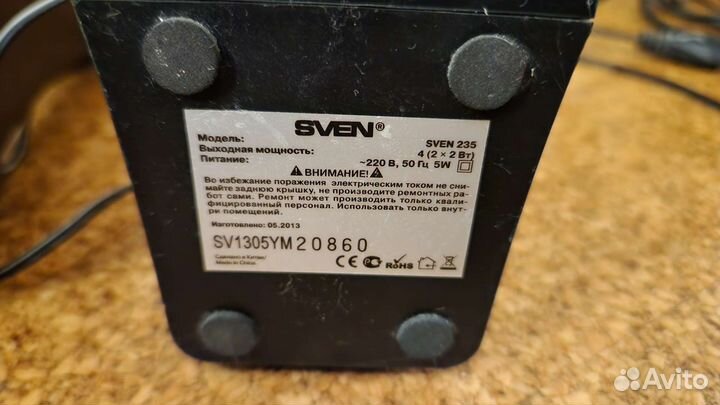 SVEN®
Модель: SVEN 235
Выходная мощность: 4 (2 × 2 Вт)
Питание: ~220 В, 50 Гц 5W
ВНИМАНИЕ!
Во избежание поражения электрическим током не сни-
майте заднюю крышку, не производите ремонтных ра-
бот сами. Ремонт может производить только квали-
фицированный персонал. Использовать только внут-
ри помещений.
Изготовлено: 05.2013
SV1305YM20860
Сделано в Китае/
Made in China
CE RoHS
Avito